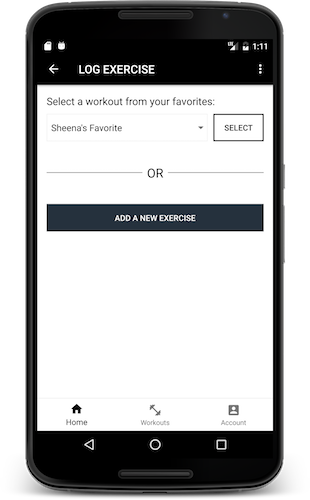 1:11
LOG EXERCISE
Select a workout from your favorites:
Sheena's Favorite
SELECT
OR
ADD A NEW EXERCISE
Home
Workouts
Account